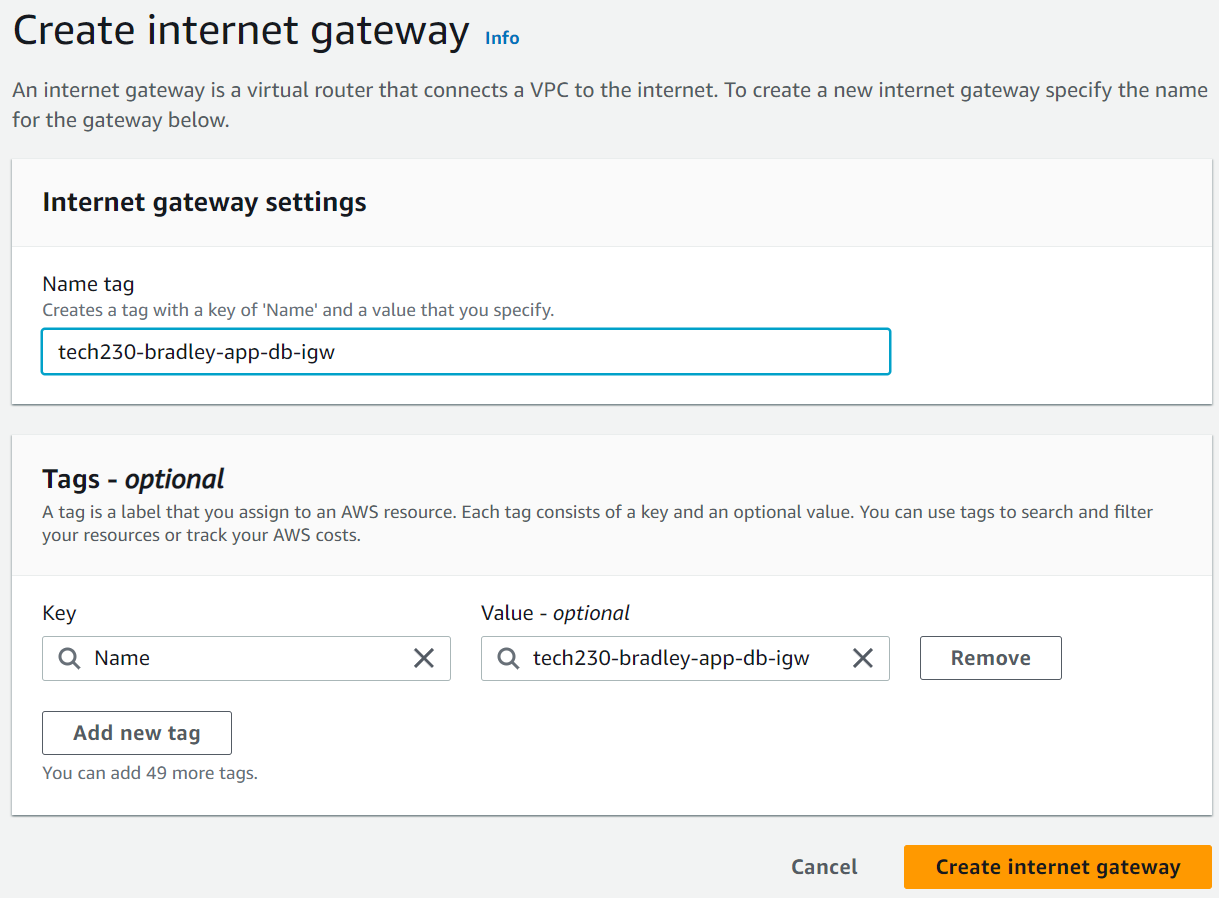 Create internet gateway Info
An internet gateway is a virtual router that connects a VPC to the internet. To create a new internet gateway specify the name
for the gateway below.
Internet gateway settings
Name tag
Creates a tag with a key of 'Name' and a value that you specify.
tech230-bradley-app-db-igw
Tags - optional
A tag is a label that you assign to an AWS resource. Each tag consists of a key and an optional value. You can use tags to search and filter
your resources or track your AWS costs.
Key Value - optional
Name tech230-bradley-app-db-igw Remove
Add new tag
You can add 49 more tags.
Cancel Create internet gateway